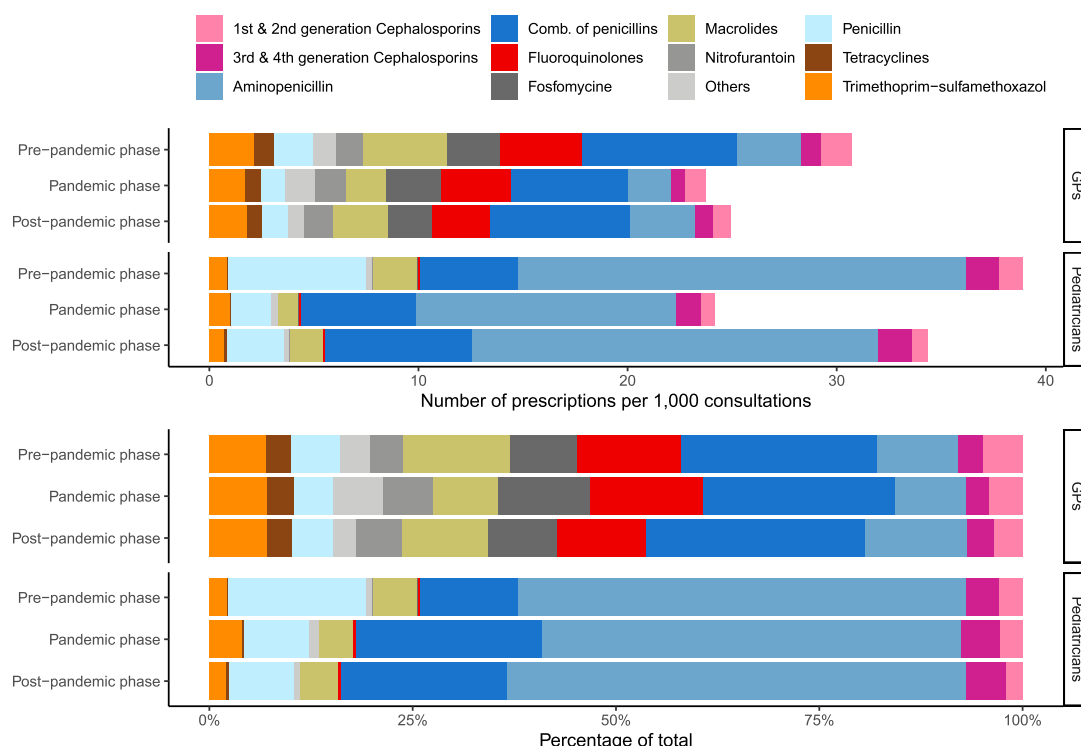 1st & 2nd generation Cephalosporins
Comb. of penicillins
Macrolides
Penicillin
3rd & 4th generation Cephalosporins
Fluoroquinolones
Nitrofurantoin
Tetracyclines
Aminopenicillin
Fosfomycine
Others
Trimethoprim−sulfamethoxazol
Pre−pandemic phase
Pandemic phase
Post−pandemic phase
GPs
Pre−pandemic phase
Pandemic phase
Post−pandemic phase
Pediatricians
0 10 20 30 40
Number of prescriptions per 1,000 consultations
Pre−pandemic phase
Pandemic phase
Post−pandemic phase
GPs
Pre−pandemic phase
Pandemic phase
Post−pandemic phase
Pediatricians
0% 25% 50% 75% 100%
Percentage of total